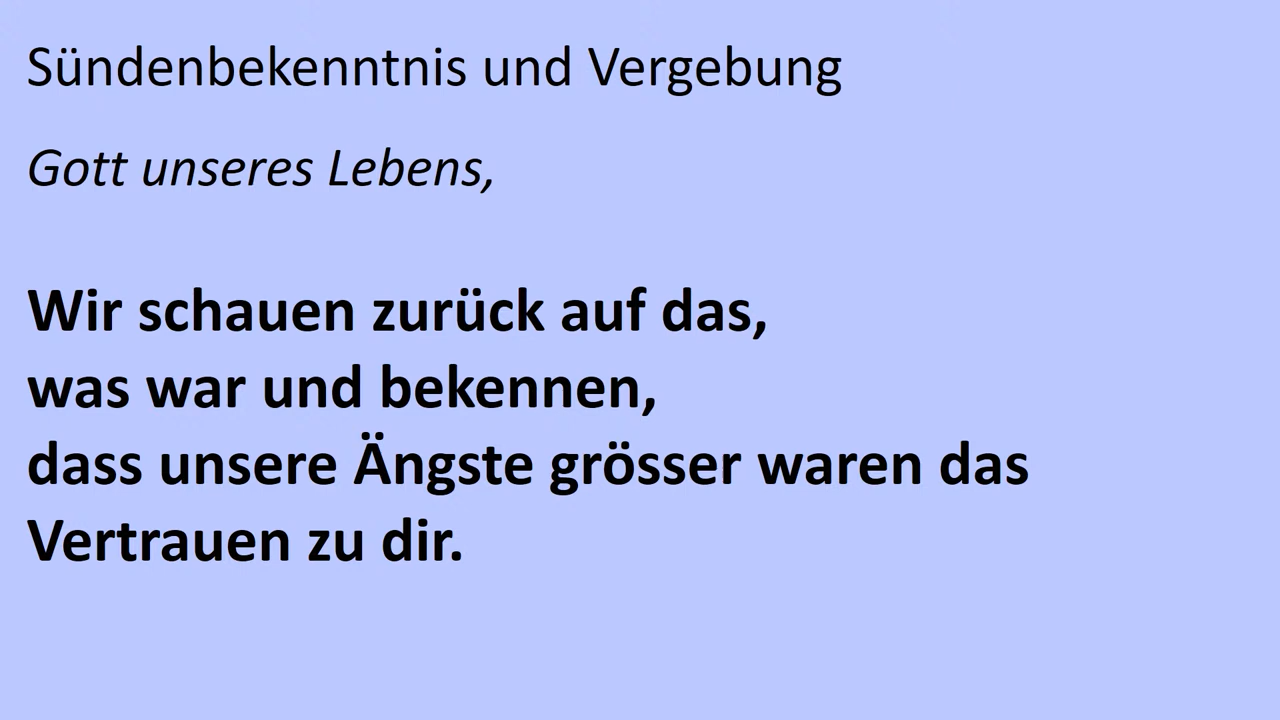 Sündenbekenntnis und Vergebung
Gott unseres Lebens,
Wir schauen zurück auf das,
was war und bekennen,
dass unsere Ängste grösser waren das
Vertrauen zu dir.